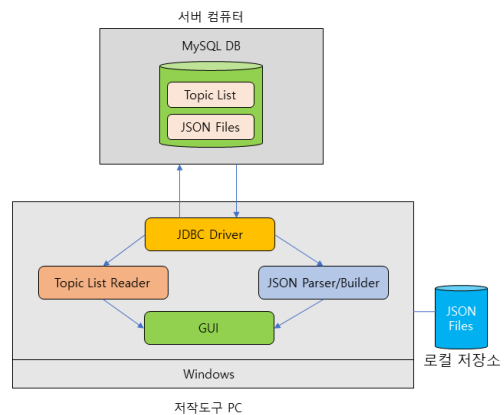 서버 컴퓨터
MySQL DB
Topic List
JSON Files
JDBC Driver
Topic List Reader
JSON Parser/Builder
GUI
JSON
Files
로컬 저장소
Windows
저작도구 PC